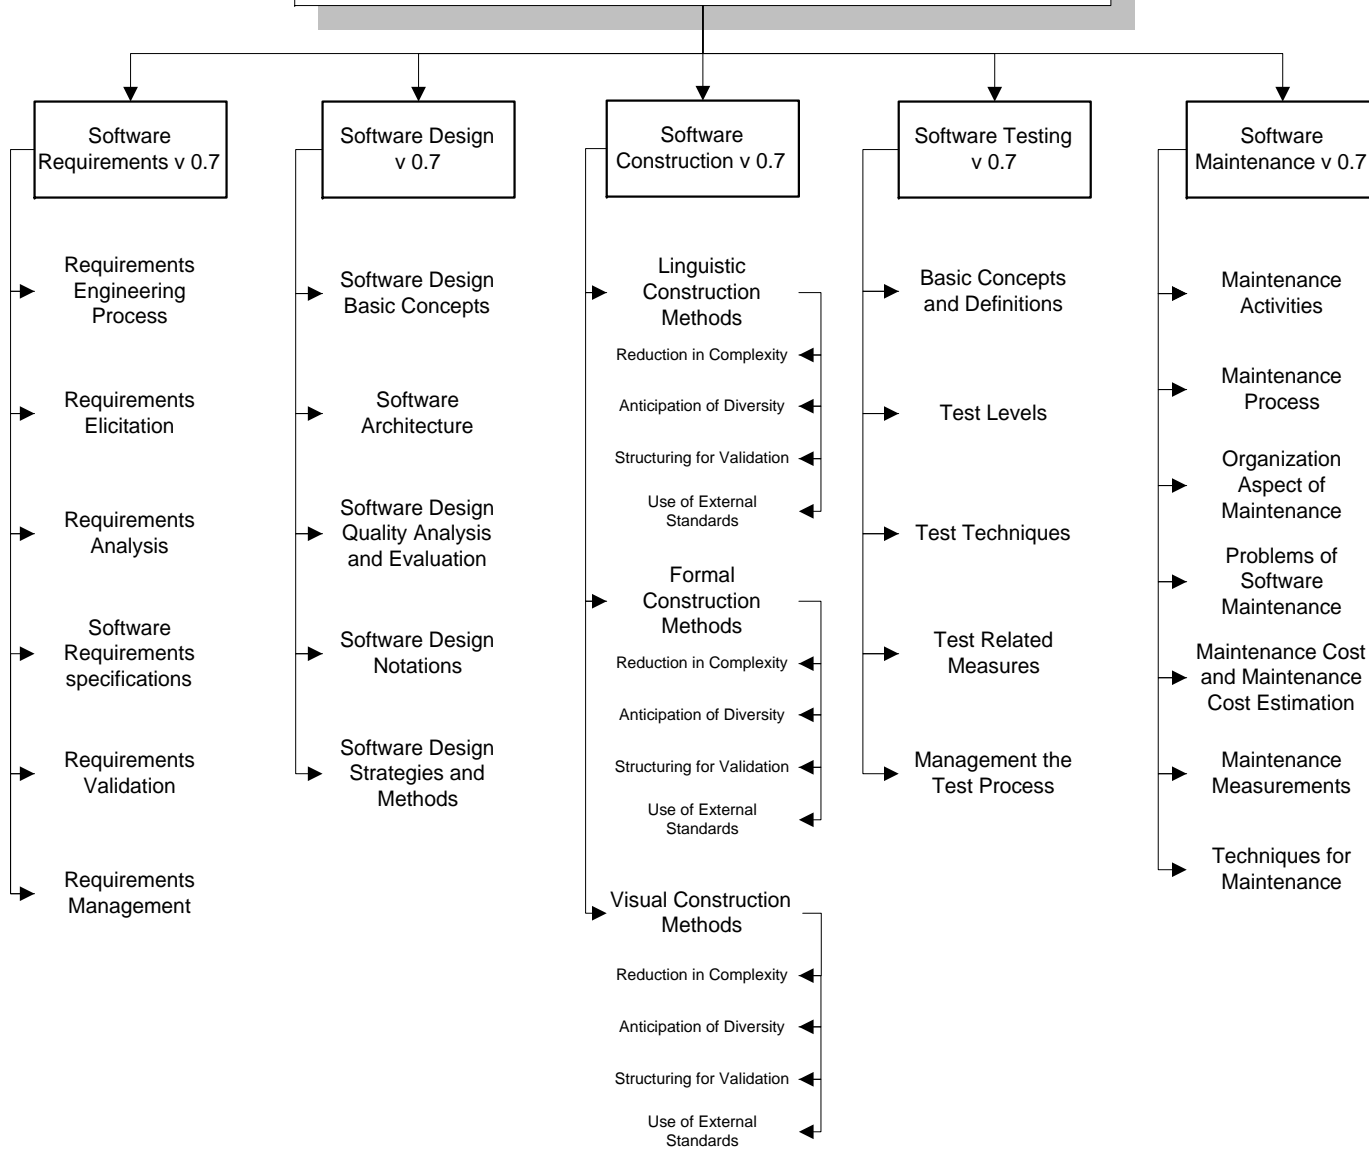 Software
Requirements v 0.7
Requirements
Engineering
Process
Requirements
Elicitation
Requirements
Analysis
Software
Requirements
specifications
Requirements
Validation
Requirements
Management
Software Design
v 0.7
Software Design
Basic Concepts
Software
Architecture
Software Design
Quality Analysis
and Evaluation
Software Design
Notations
Software Design
Strategies and
Methods
Software
Construction v 0.7
Linguistic
Construction
Methods
Reduction in Complexity
Anticipation of Diversity
Structuring for Validation
Use of External
Standards
Formal
Construction
Methods
Reduction in Complexity
Anticipation of Diversity
Structuring for Validation
Use of External
Standards
Visual Construction
Methods
Reduction in Complexity
Anticipation of Diversity
Structuring for Validation
Use of External
Standards
Software Testing
v 0.7
Basic Concepts
and Definitions
Test Levels
Test Techniques
Test Related
Measures
Management the
Test Process
Software
Maintenance v 0.7
Maintenance
Activities
Maintenance
Process
Organization
Aspect of
Maintenance
Problems of
Software
Maintenance
Maintenance Cost
and Maintenance
Cost Estimation
Maintenance
Measurements
Techniques for
Maintenance